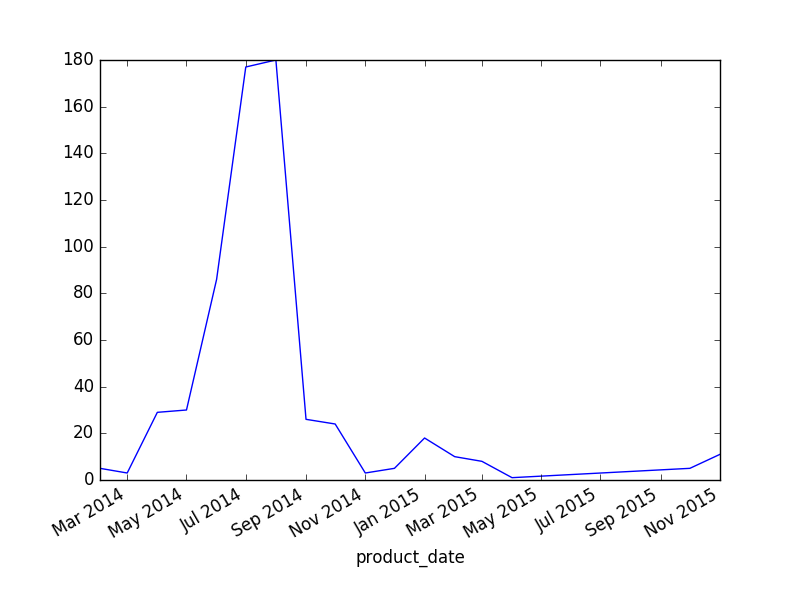 180
160
140
120
100
80
60
40
20
0
Mar 2014
May 2014
Jul 2014
Sep 2014
Nov 2014
Jan 2015
Mar 2015
May 2015
Jul 2015
Sep 2015
Nov 2015
product_date